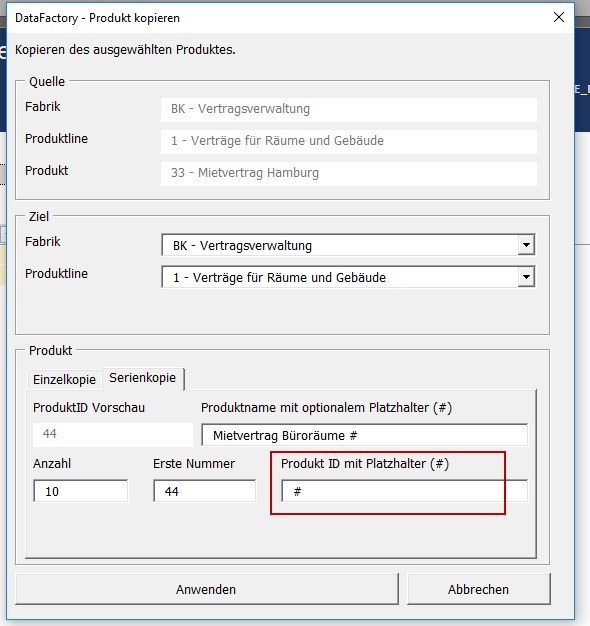 DataFactory - Produkt kopieren
Kopieren des ausgewählten Produktes.
Quelle
Fabrik
BK - Vertragsverwaltung
Produktline
1 - Verträge für Räume und Gebäude
Produkt
33 - Mietvertrag Hamburg
Ziel
Fabrik
BK - Vertragsverwaltung
Produktline
1 - Verträge für Räume und Gebäude
Produkt
Einzelkopie Serienkopie
ProduktID Vorschau Produktname mit optionalem Platzhalter (#)
44 Mietvertrag Büroräume #
Anzahl Erste Nummer Produkt ID mit Platzhalter (#)
10 44 #
Anwenden Abbrechen